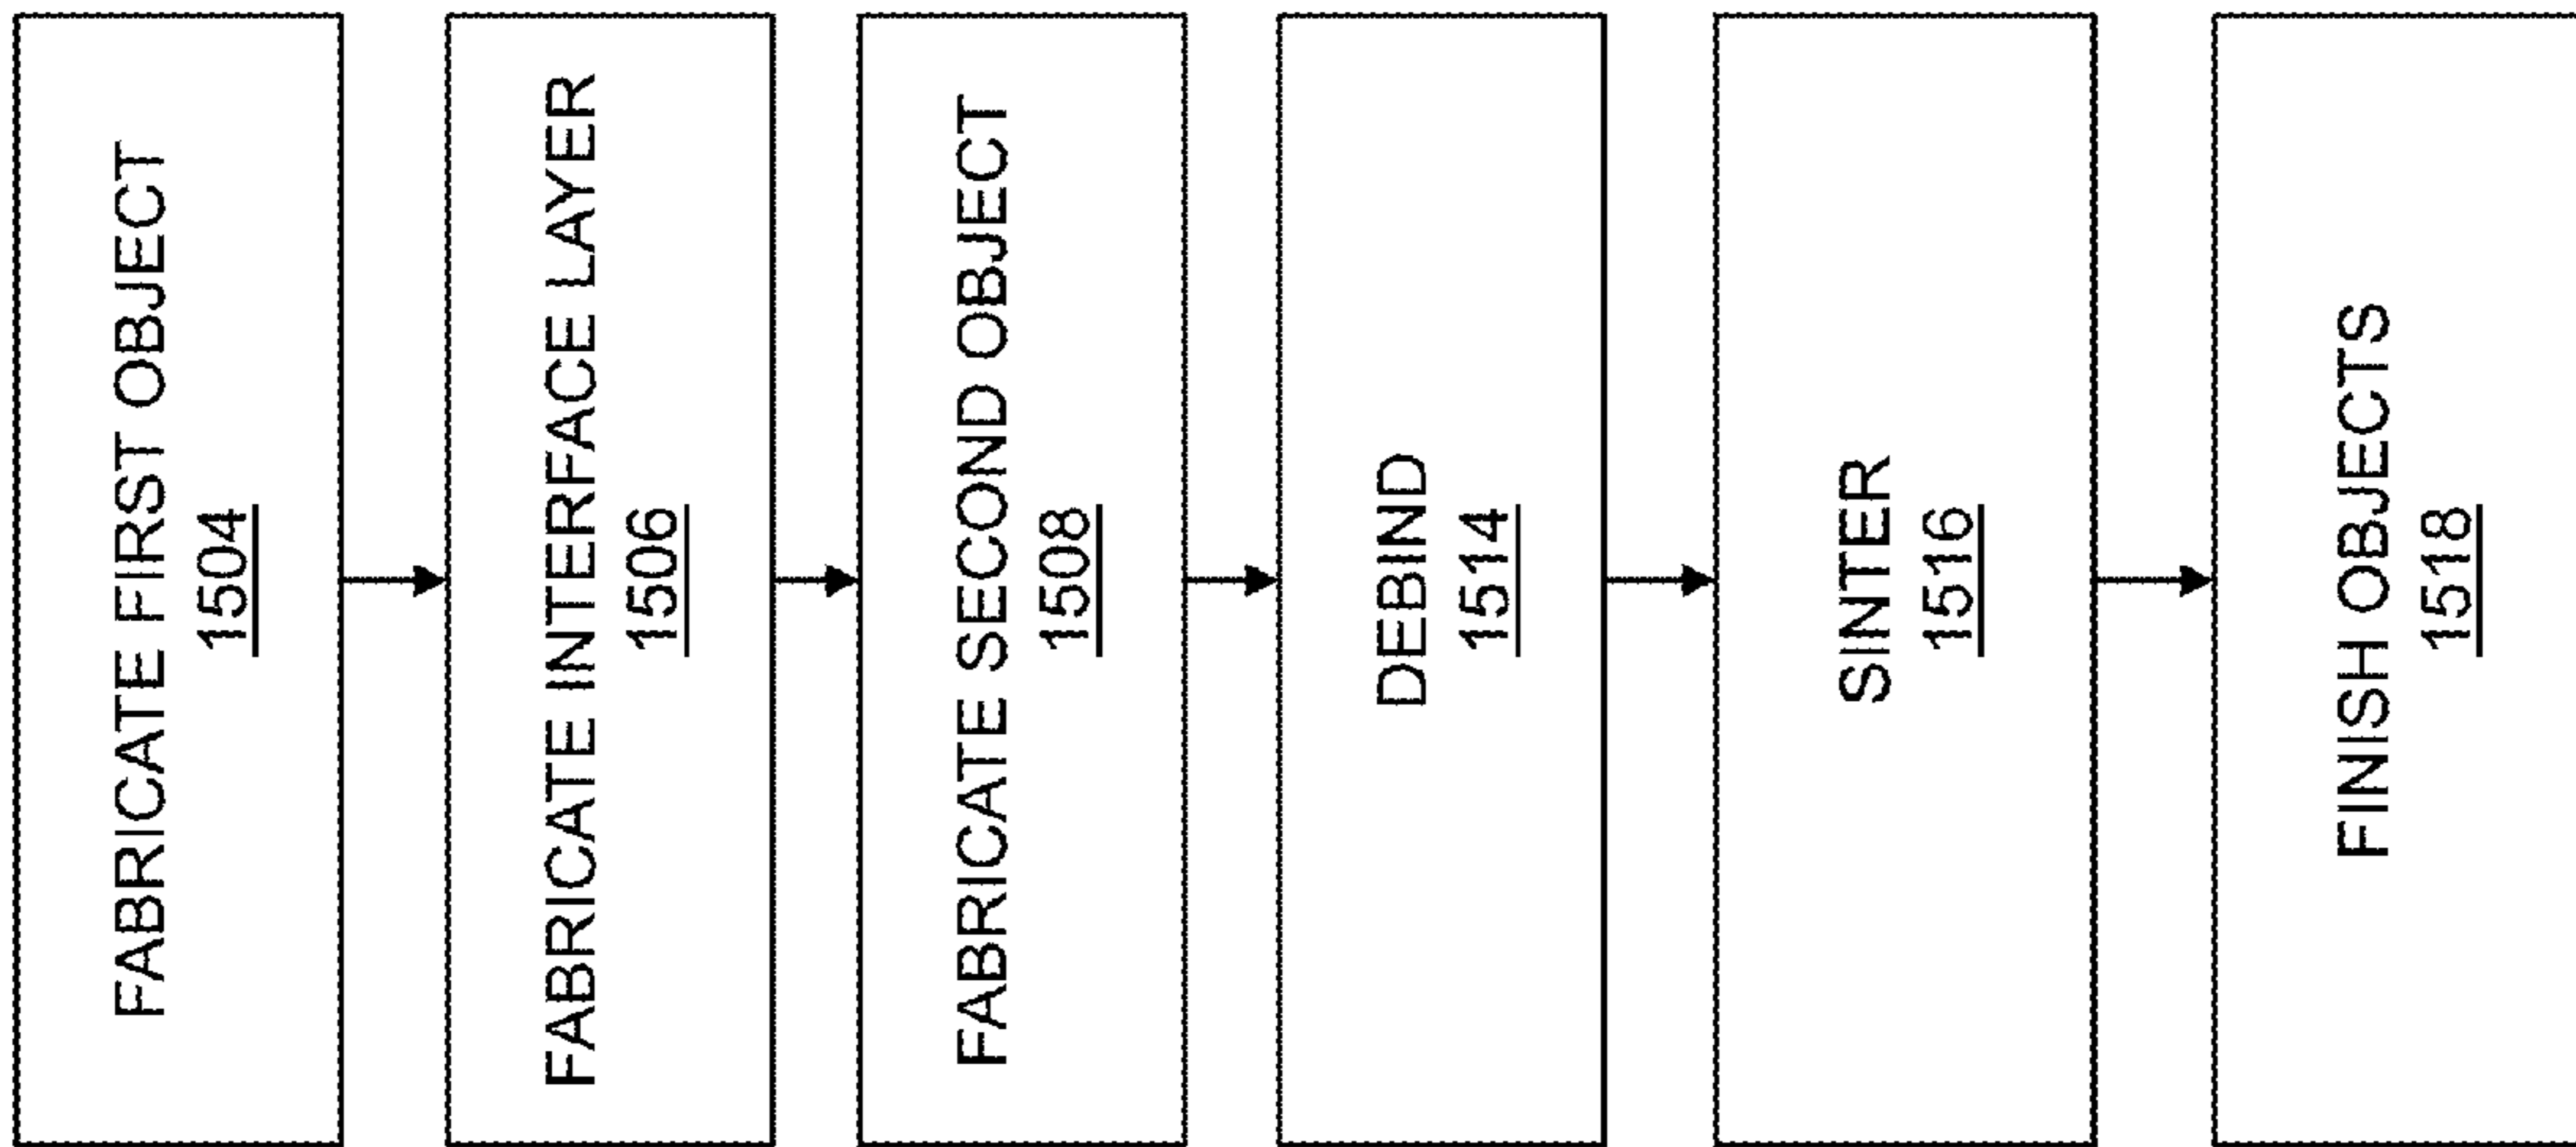 FABRICATE FIRST OBJECT
1504
FABRICATE INTERFACE LAYER
1506
FABRICATE SECOND OBJECT
1508
DEBIND
1514
SINTER
1516
FINISH OBJECTS
1518